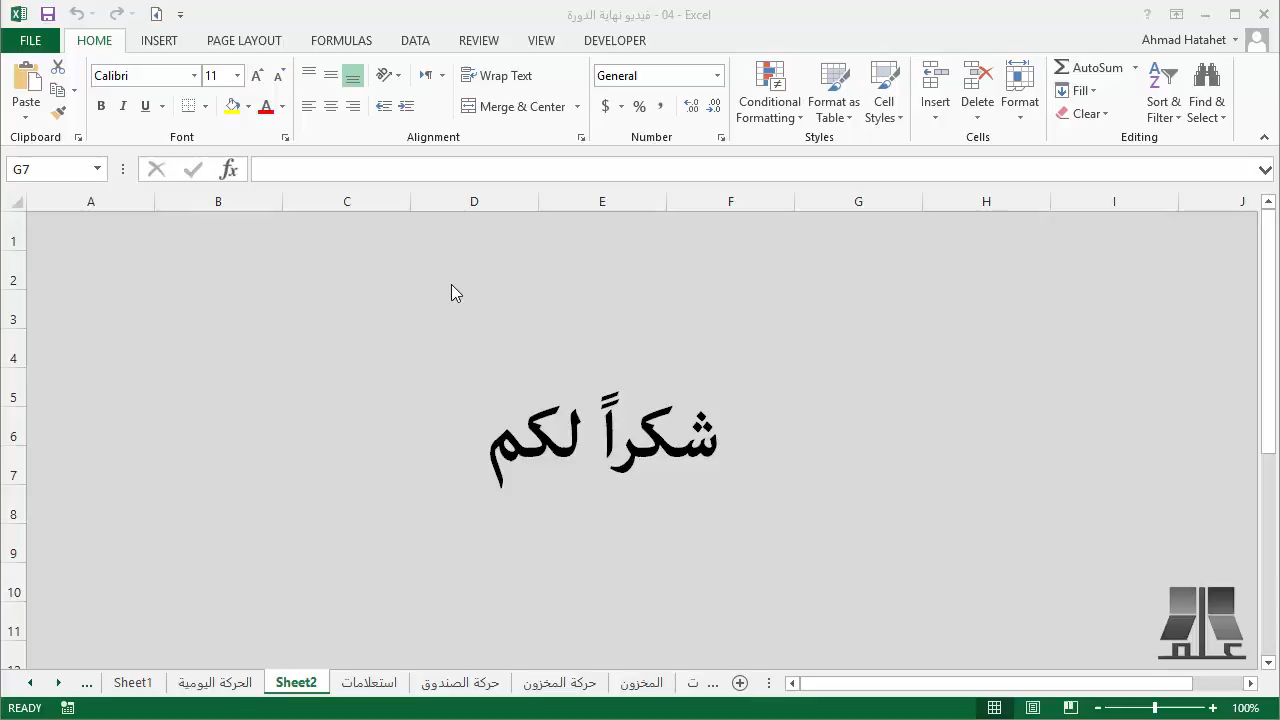 04 - فيديو نهاية الدورة - Excel
FILE HOME INSERT PAGE LAYOUT FORMULAS DATA REVIEW VIEW DEVELOPER Ahmad Hatahet
Paste
Clipboard
Calibri 11
B I U A
Font
Wrap Text
Merge & Center
Alignment
General
$ % ,
Number
Conditional Formatting
Format as Table
Cell Styles
Styles
Insert
Delete
Format
Cells
AutoSum
Fill
Clear
Sort & Filter
Find & Select
Editing
G7 fx
A B C D E F G H I J
1
2
3
4
5
6
7
8
9
10
11
12
شكراً لكم
علم
... Sheet1 الحركة اليومية Sheet2 استعلامات حركة الصندوق حركة المخزون المخزون ت ...
READY 100%